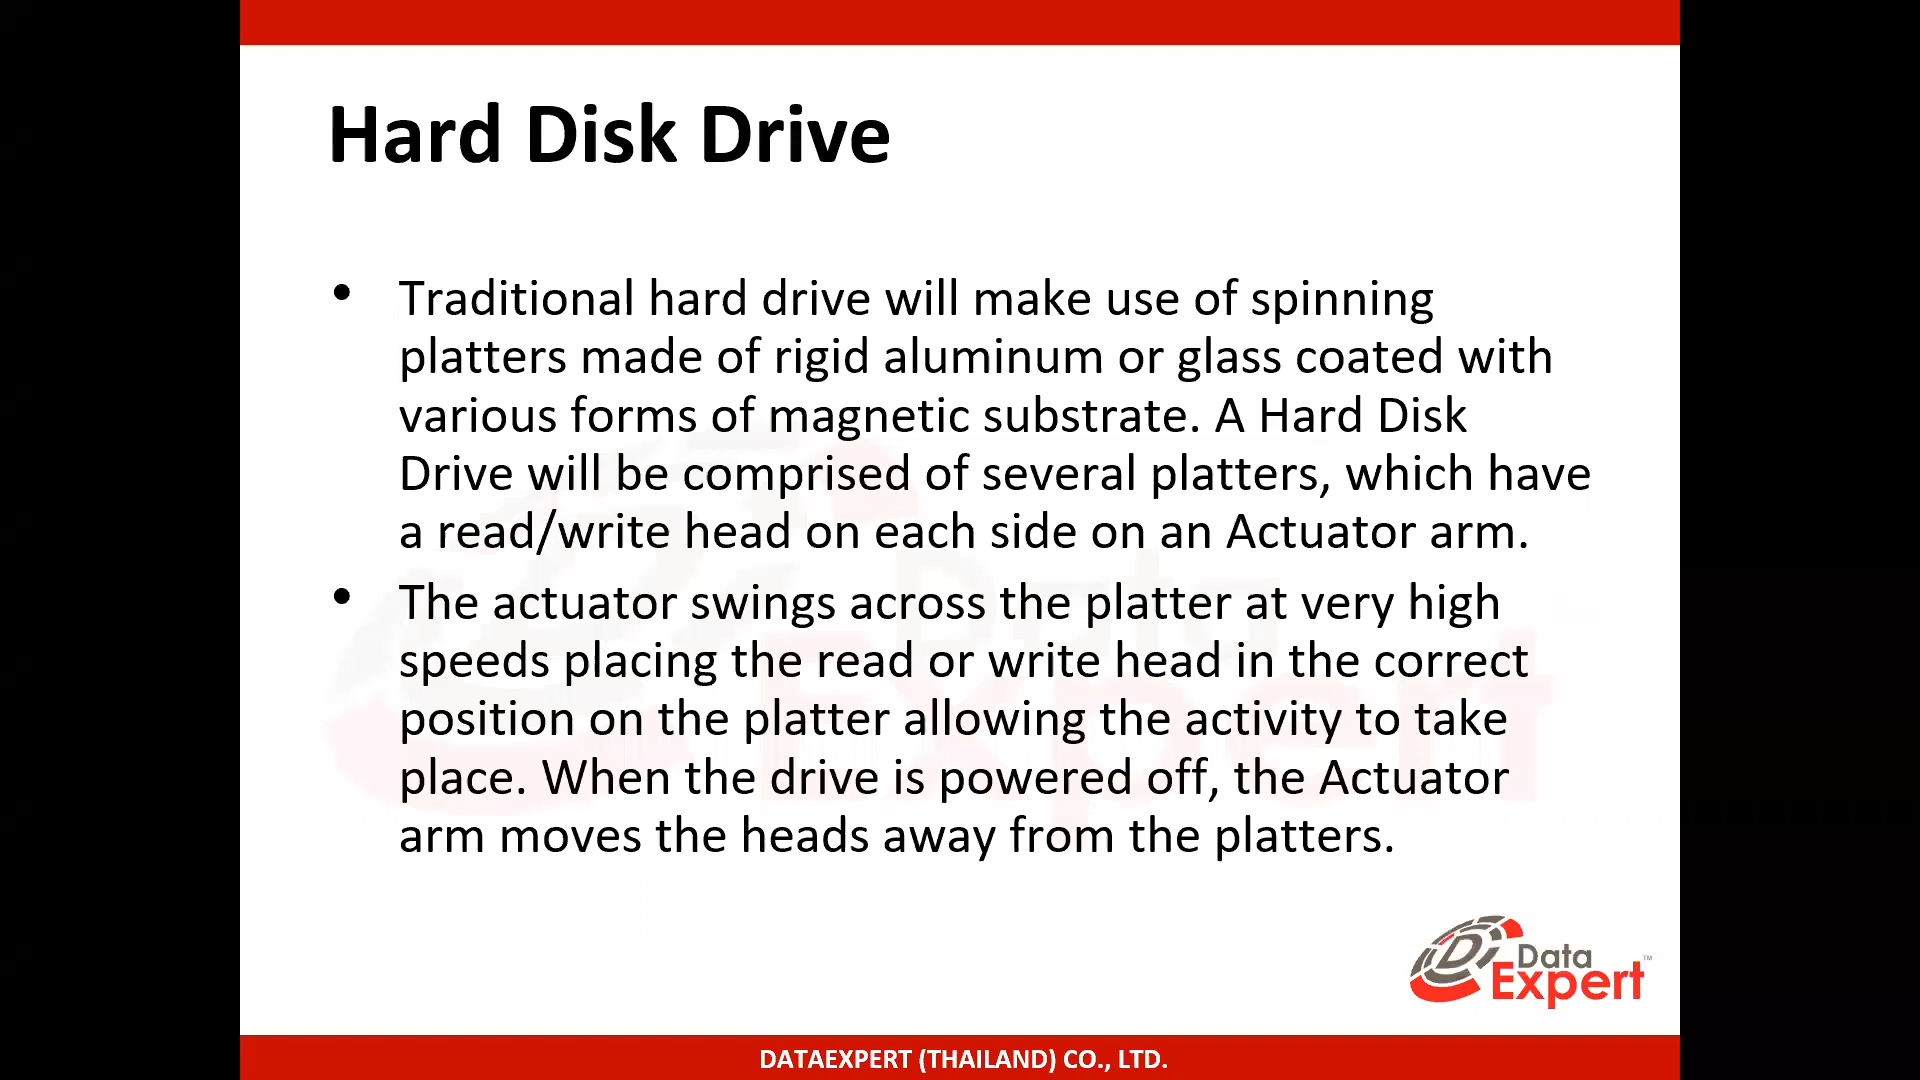 Hard Disk Drive
• Traditional hard drive will make use of spinning
platters made of rigid aluminum or glass coated with
various forms of magnetic substrate. A Hard Disk
Drive will be comprised of several platters, which have
a read/write head on each side on an Actuator arm.
• The actuator swings across the platter at very high
speeds placing the read or write head in the correct
position on the platter allowing the activity to take
place. When the drive is powered off, the Actuator
arm moves the heads away from the platters.
Data
Expert™
DATAEXPERT (THAILAND) CO., LTD.